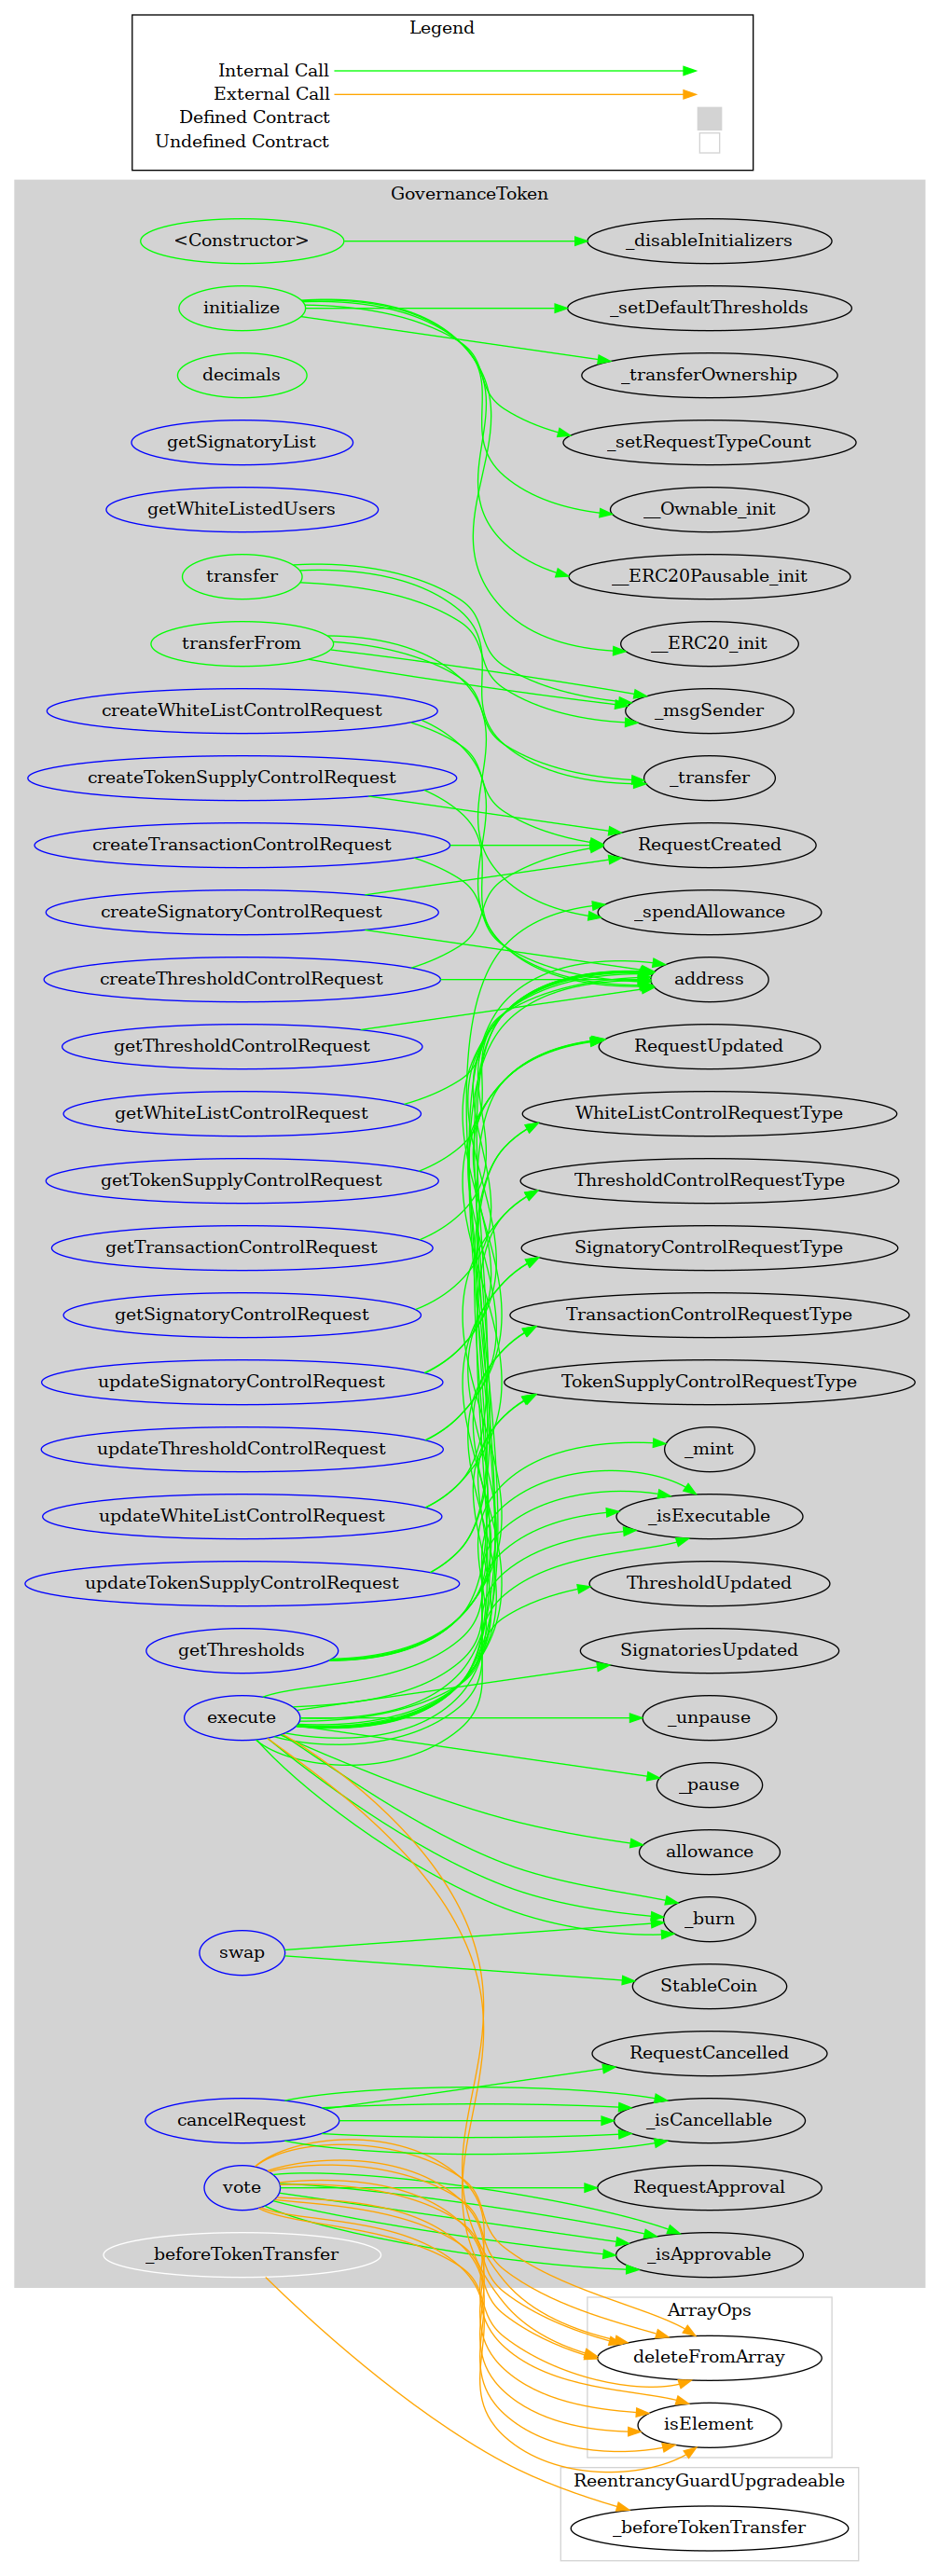 Legend
Internal Call
External Call
Defined Contract
Undefined Contract
GovernanceToken
<Constructor>
_disableInitializers
initialize
_setDefaultThresholds
decimals
_transferOwnership
getSignatoryList
_setRequestTypeCount
getWhiteListedUsers
__Ownable_init
transfer
__ERC20Pausable_init
transferFrom
__ERC20_init
createWhiteListControlRequest
_msgSender
createTokenSupplyControlRequest
_transfer
createTransactionControlRequest
RequestCreated
createSignatoryControlRequest
_spendAllowance
createThresholdControlRequest
address
getThresholdControlRequest
RequestUpdated
getWhiteListControlRequest
WhiteListControlRequestType
getTokenSupplyControlRequest
ThresholdControlRequestType
getTransactionControlRequest
SignatoryControlRequestType
getSignatoryControlRequest
TransactionControlRequestType
updateSignatoryControlRequest
TokenSupplyControlRequestType
updateThresholdControlRequest
_mint
updateWhiteListControlRequest
_isExecutable
updateTokenSupplyControlRequest
ThresholdUpdated
getThresholds
SignatoriesUpdated
execute
_unpause
_pause
allowance
_burn
swap
StableCoin
RequestCancelled
cancelRequest
_isCancellable
vote
RequestApproval
_beforeTokenTransfer
_isApprovable
ArrayOps
deleteFromArray
isElement
ReentrancyGuardUpgradeable
_beforeTokenTransfer